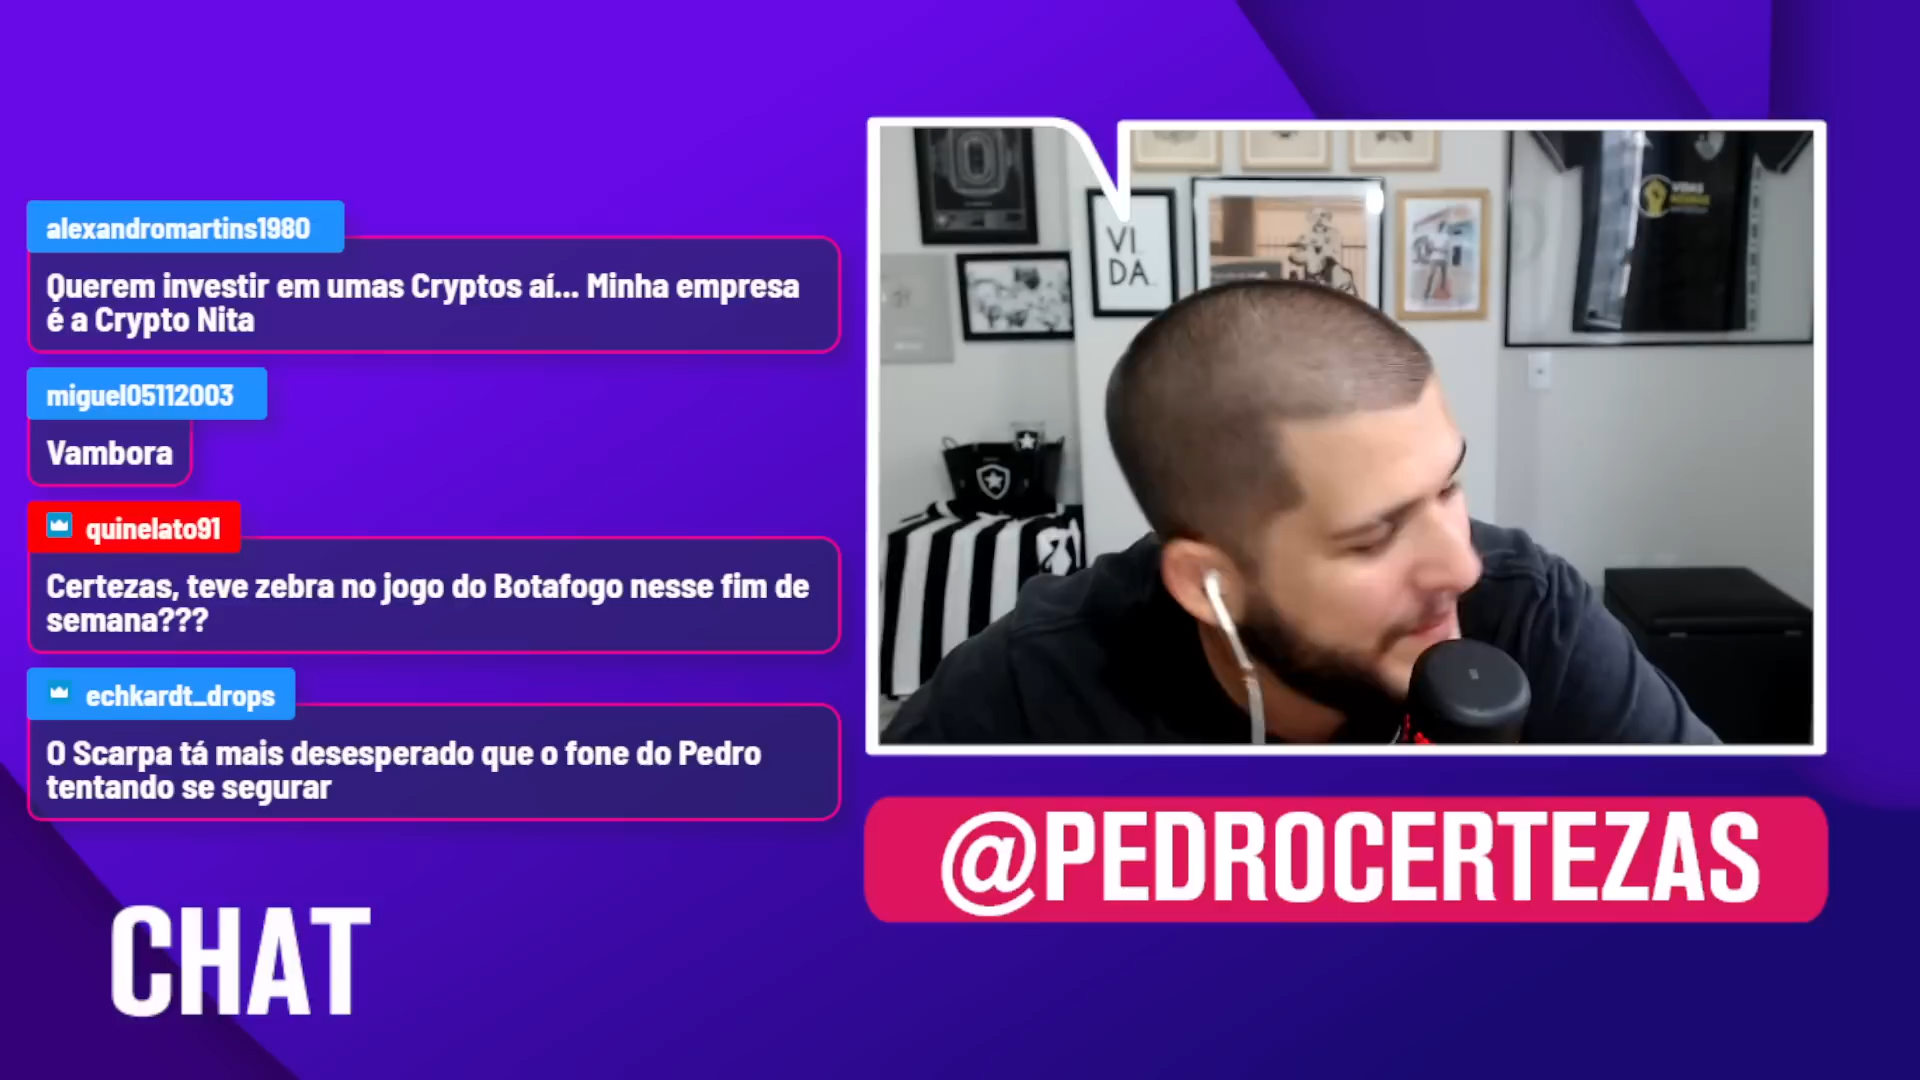 alexandromartins1980
Querem investir em umas Cryptos aí... Minha empresa
é a Crypto Nita
miguel05112003
Vambora
quinelato91
Certezas, teve zebra no jogo do Botafogo nesse fim de
semana???
echkardt_drops
O Scarpa tá mais desesperado que o fone do Pedro
tentando se segurar
CHAT
VI
DA
VIDAS
NEGRAS
@PEDROCERTEZAS